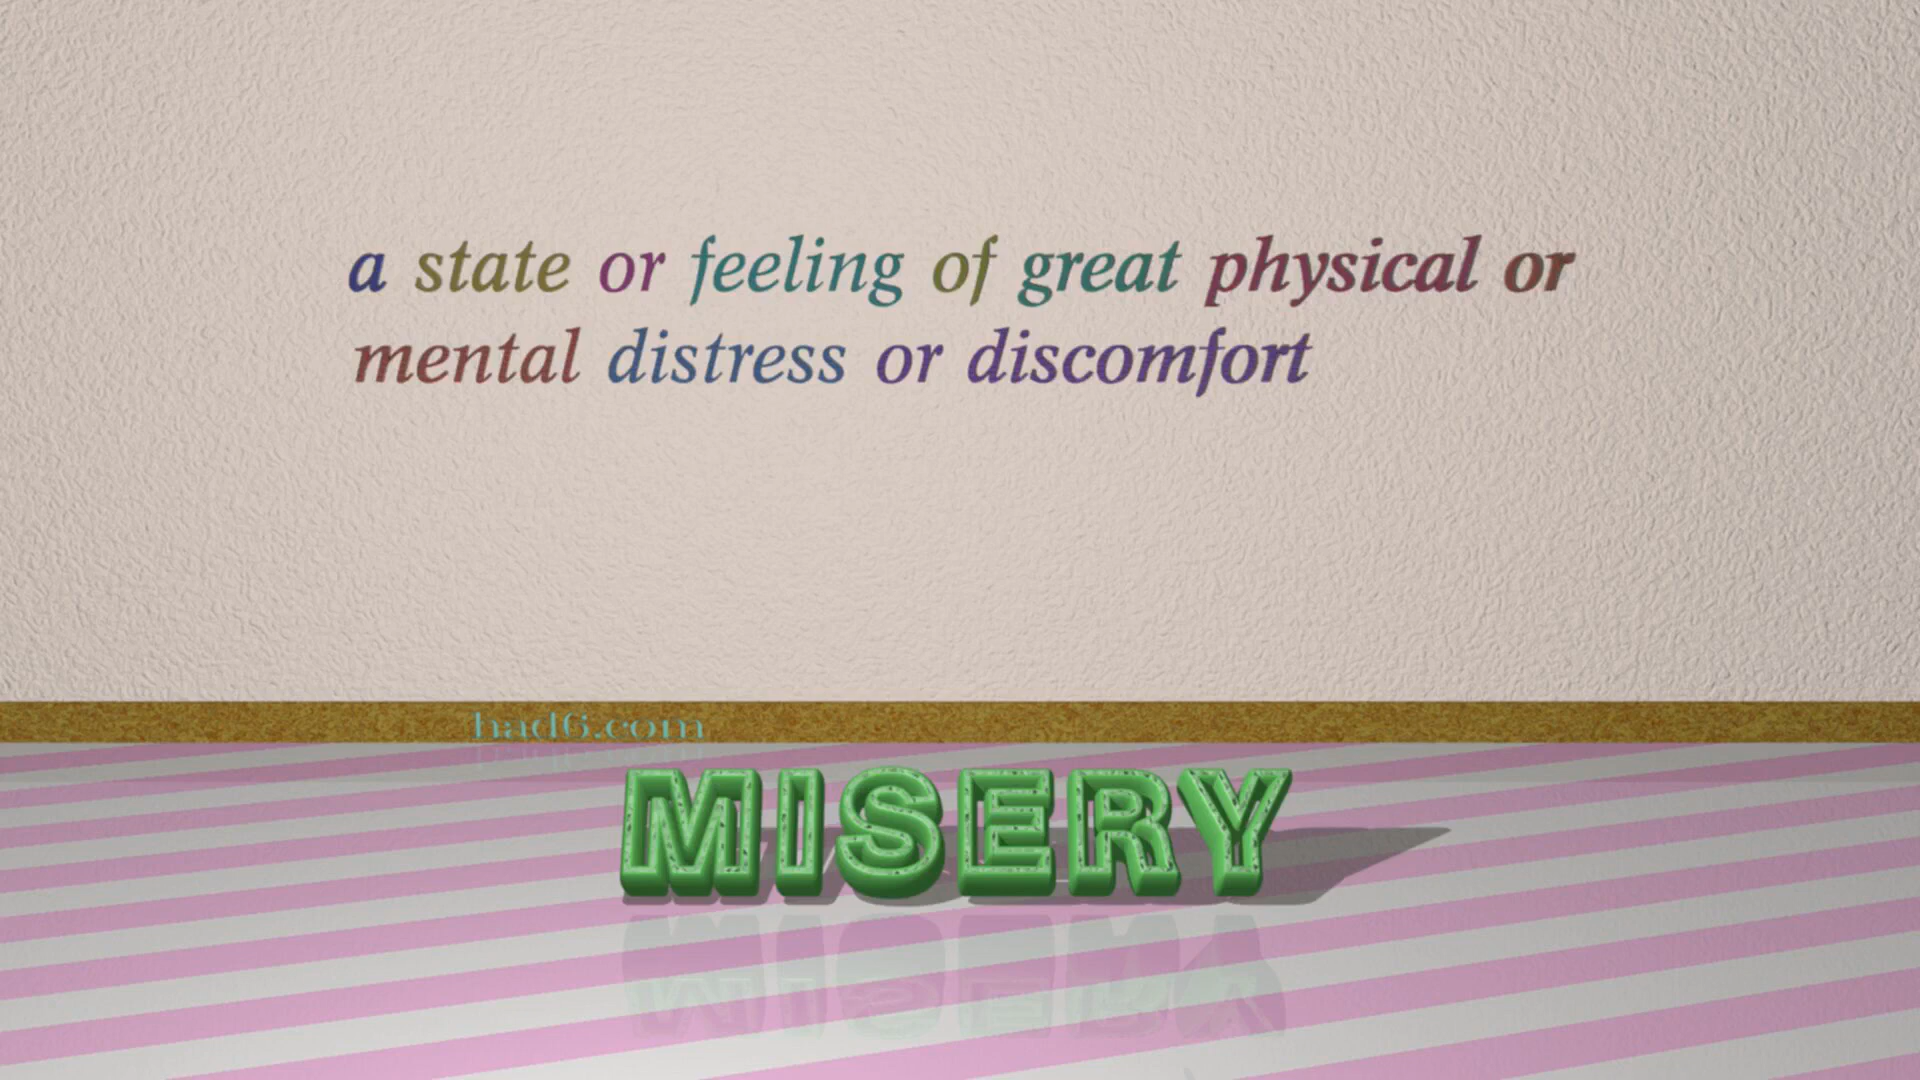 a state or feeling of great physical or
mental distress or discomfort
had6.com
MISERY